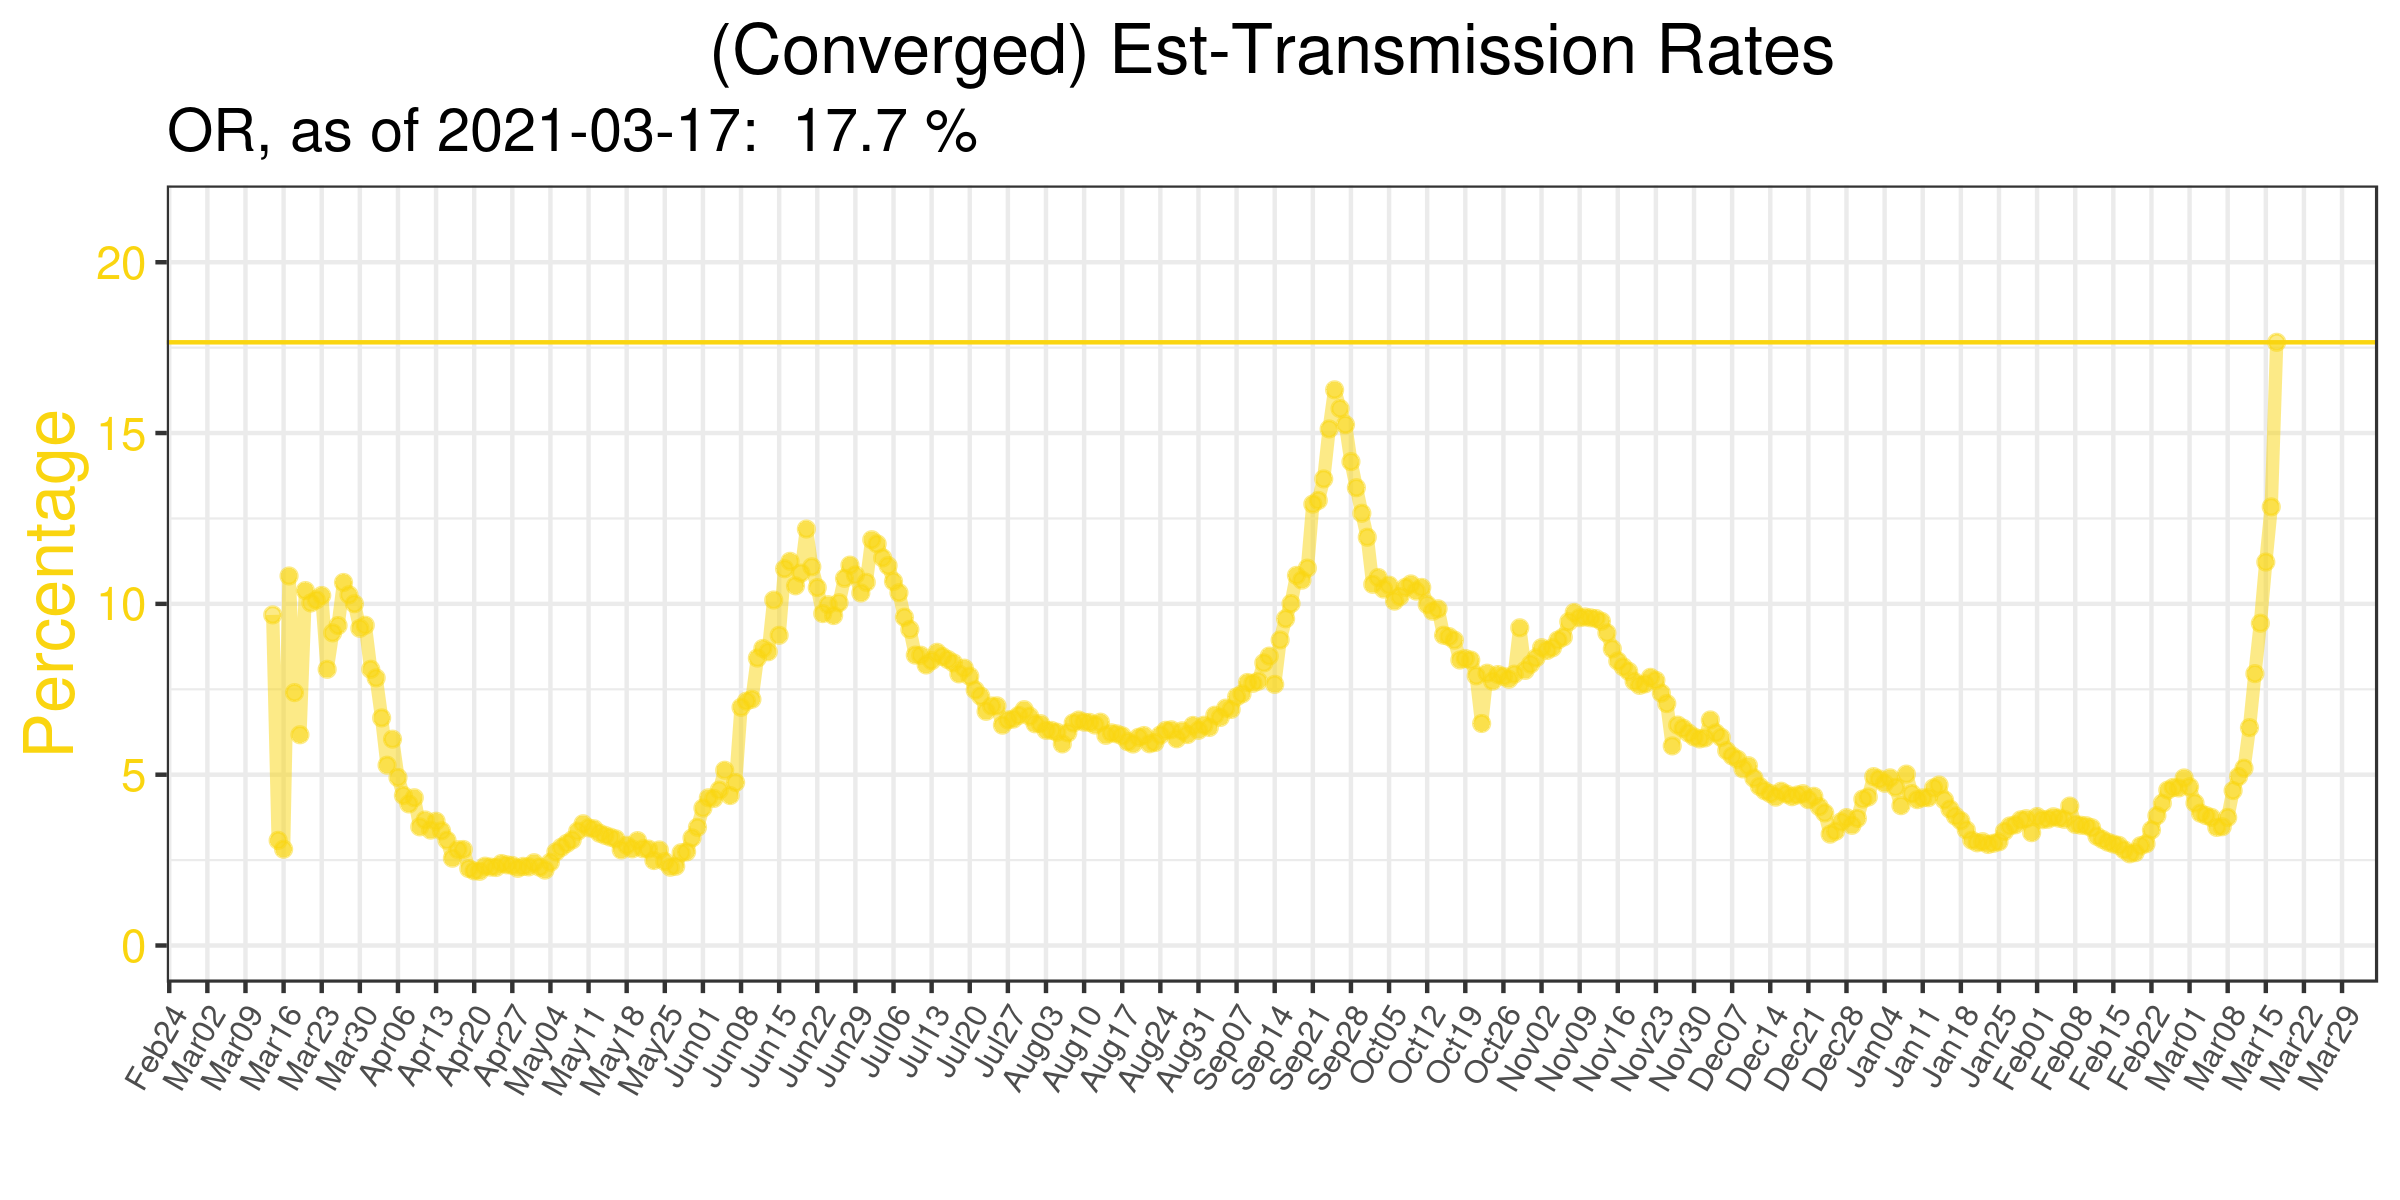 (Converged) Est-Transmission Rates
OR, as of 2021-03-17:  17.7 %
Percentage
20
15
10
5
0
Feb24
Mar02
Mar09
Mar16
Mar23
Mar30
Apr06
Apr13
Apr20
Apr27
May04
May11
May18
May25
Jun01
Jun08
Jun15
Jun22
Jun29
Jul06
Jul13
Jul20
Jul27
Aug03
Aug10
Aug17
Aug24
Aug31
Sep07
Sep14
Sep21
Sep28
Oct05
Oct12
Oct19
Oct26
Nov02
Nov09
Nov16
Nov23
Nov30
Dec07
Dec14
Dec21
Dec28
Jan04
Jan11
Jan18
Jan25
Feb01
Feb08
Feb15
Feb22
Mar01
Mar08
Mar15
Mar22
Mar29